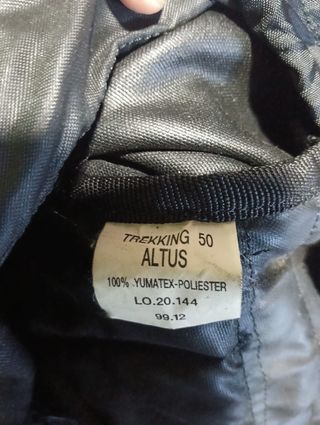 TREKKING 50
ALTUS
100% YUMATEX-POLIESTER
LO.20.144
99.12